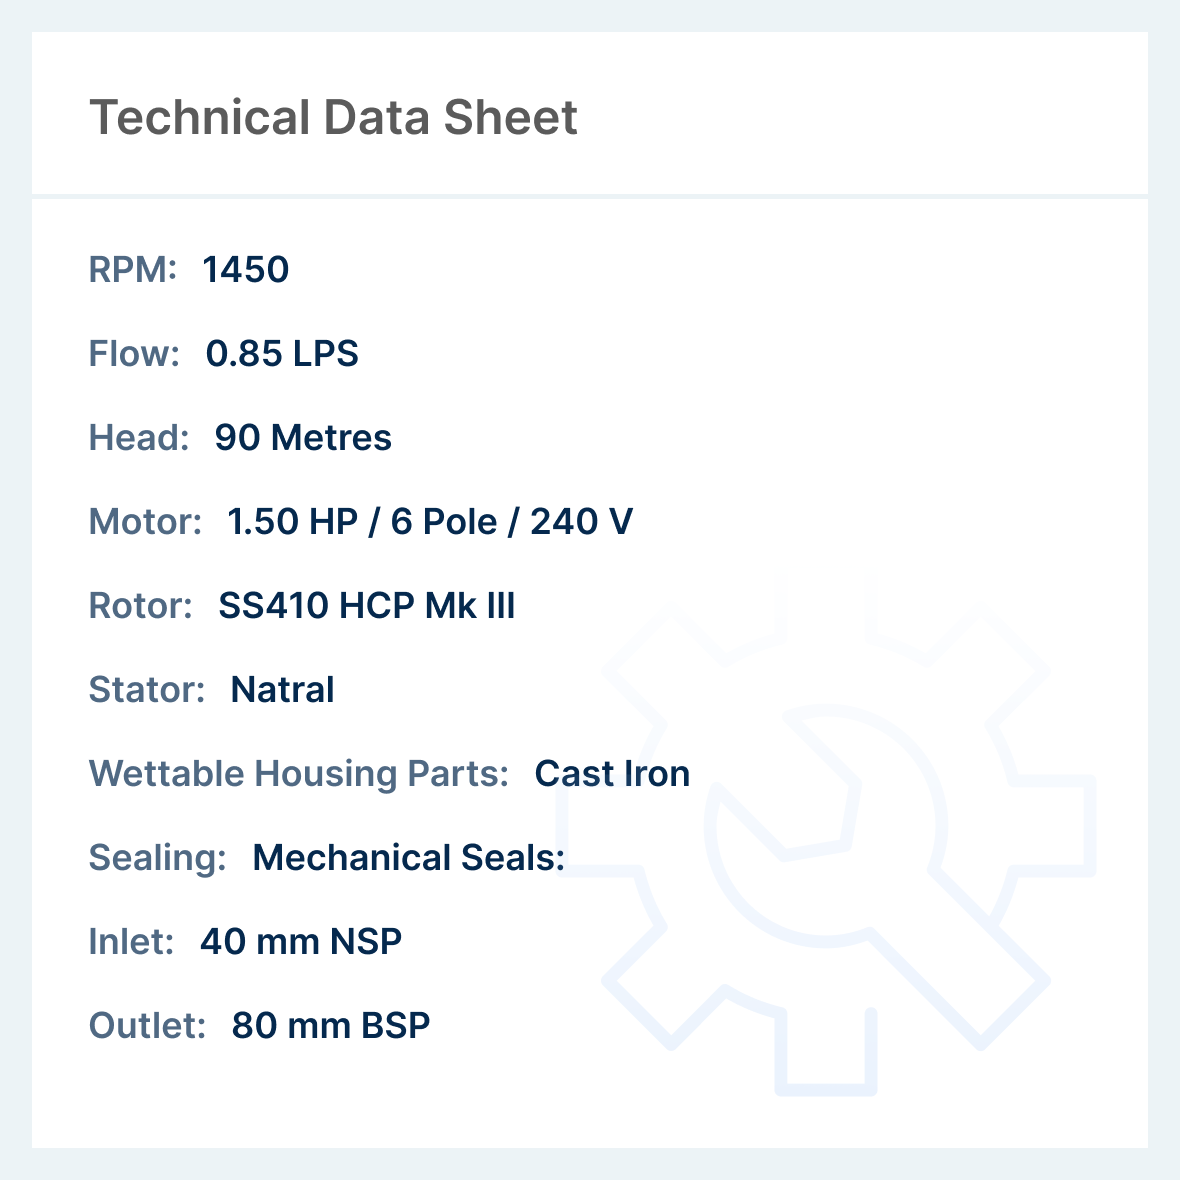 Technical Data Sheet
RPM: 1450
Flow: 0.85 LPS
Head: 90 Metres
Motor: 1.50 HP / 6 Pole / 240 V
Rotor: SS410 HCP Mk III
Stator: Natral
Wettable Housing Parts: Cast Iron
Sealing: Mechanical Seals:
Inlet: 40 mm NSP
Outlet: 80 mm BSP